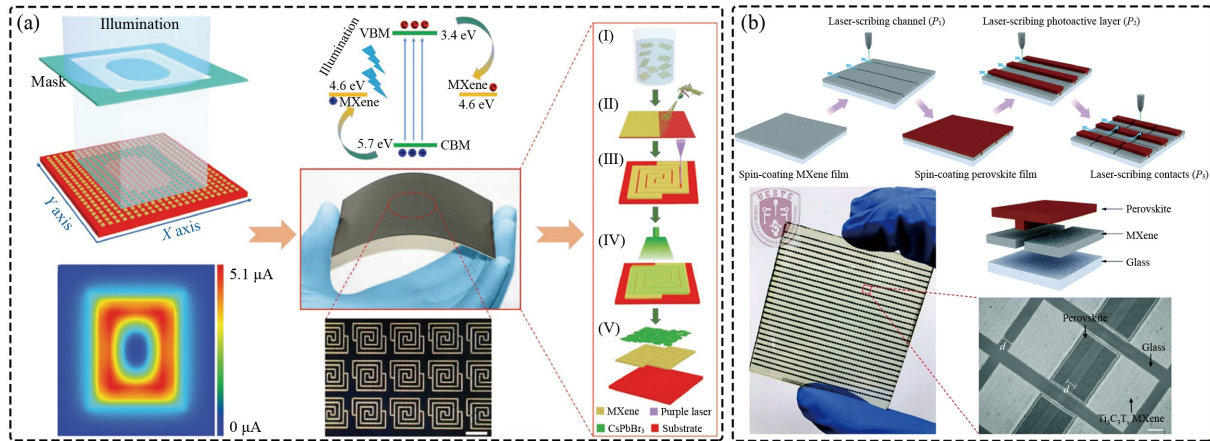 (a)
Illumination
Mask
Y axis
X axis
5.1 μA
0 μA
Illumination
VBM
3.4 eV
4.6 eV
MXene
MXene
4.6 eV
5.7 eV
CBM
(I)
(II)
(III)
(IV)
(V)
MXene
Purple laser
CsPbBr₃
Substrate
(b)
Laser-scribing channel (P₁)
Laser-scribing photoactive layer (P₂)
Spin-coating MXene film
Spin-coating perovskite film
Laser-scribing contacts (P₃)
UESTC
Perovskite
MXene
Glass
Perovskite
Glass
d
d
Ti₃C₂Tₓ MXene